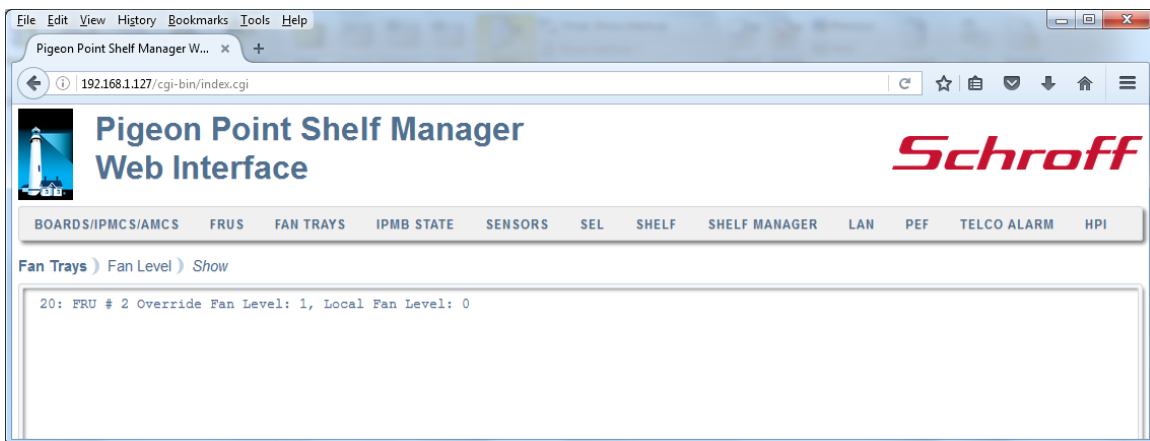 File Edit View History Bookmarks Tools Help
Pigeon Point Shelf Manager W... × +
192.168.1.127/cgi-bin/index.cgi
Pigeon Point Shelf Manager
Web Interface
Schroff
BOARDS/IPMCS/AMCS FRUS FAN TRAYS IPMB STATE SENSORS SEL SHELF SHELF MANAGER LAN PEF TELCO ALARM HPI
Fan Trays ) Fan Level ) Show
20: FRU # 2 Override Fan Level: 1, Local Fan Level: 0